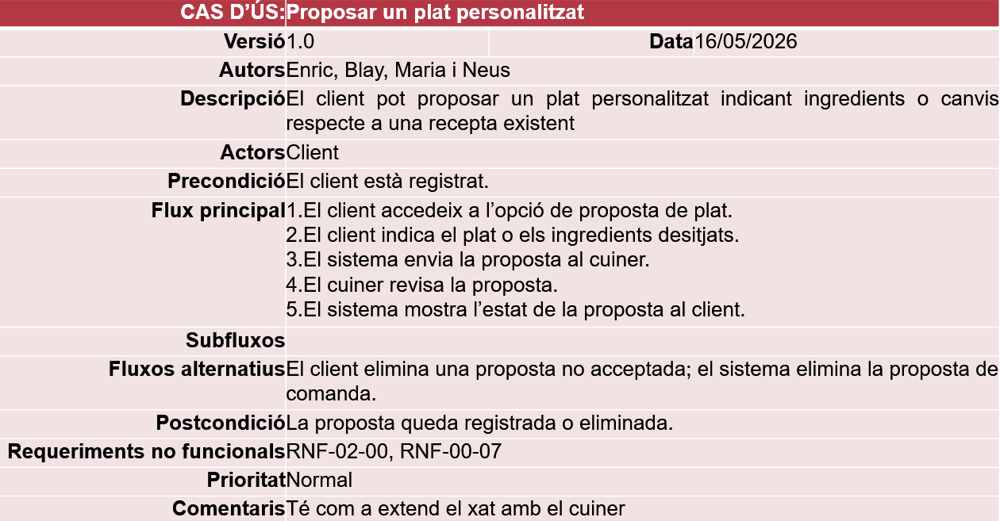 CAS D’ÚS: Proposar un plat personalitzat
Versió 1.0 Data 16/05/2026
Autors Enric, Blay, Maria i Neus
Descripció El client pot proposar un plat personalitzat indicant ingredients o canvis
respecte a una recepta existent
Actors Client
Precondició El client està registrat.
Flux principal 1.El client accedeix a l’opció de proposta de plat.
2.El client indica el plat o els ingredients desitjats.
3.El sistema envia la proposta al cuiner.
4.El cuiner revisa la proposta.
5.El sistema mostra l’estat de la proposta al client.
Subfluxos
Fluxos alternatius El client elimina una proposta no acceptada; el sistema elimina la proposta de
comanda.
Postcondició La proposta queda registrada o eliminada.
Requeriments no funcionals RNF-02-00, RNF-00-07
Prioritat Normal
Comentaris Té com a extend el xat amb el cuiner